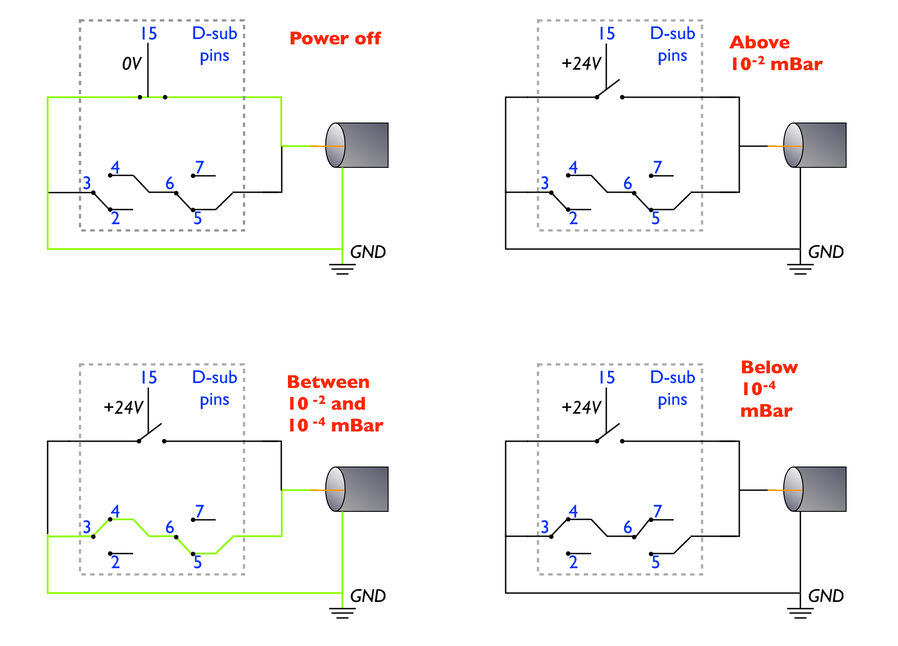 15 D-sub
pins
0V
Power off
4 7
3 6
2 5
GND
15 D-sub
pins
+24V
Above
10-2 mBar
4 7
3 6
2 5
GND
15 D-sub
pins
+24V
Between
10 -2 and
10 -4 mBar
4 7
3 6
2 5
GND
15 D-sub
pins
+24V
Below
10-4
mBar
4 7
3 6
2 5
GND